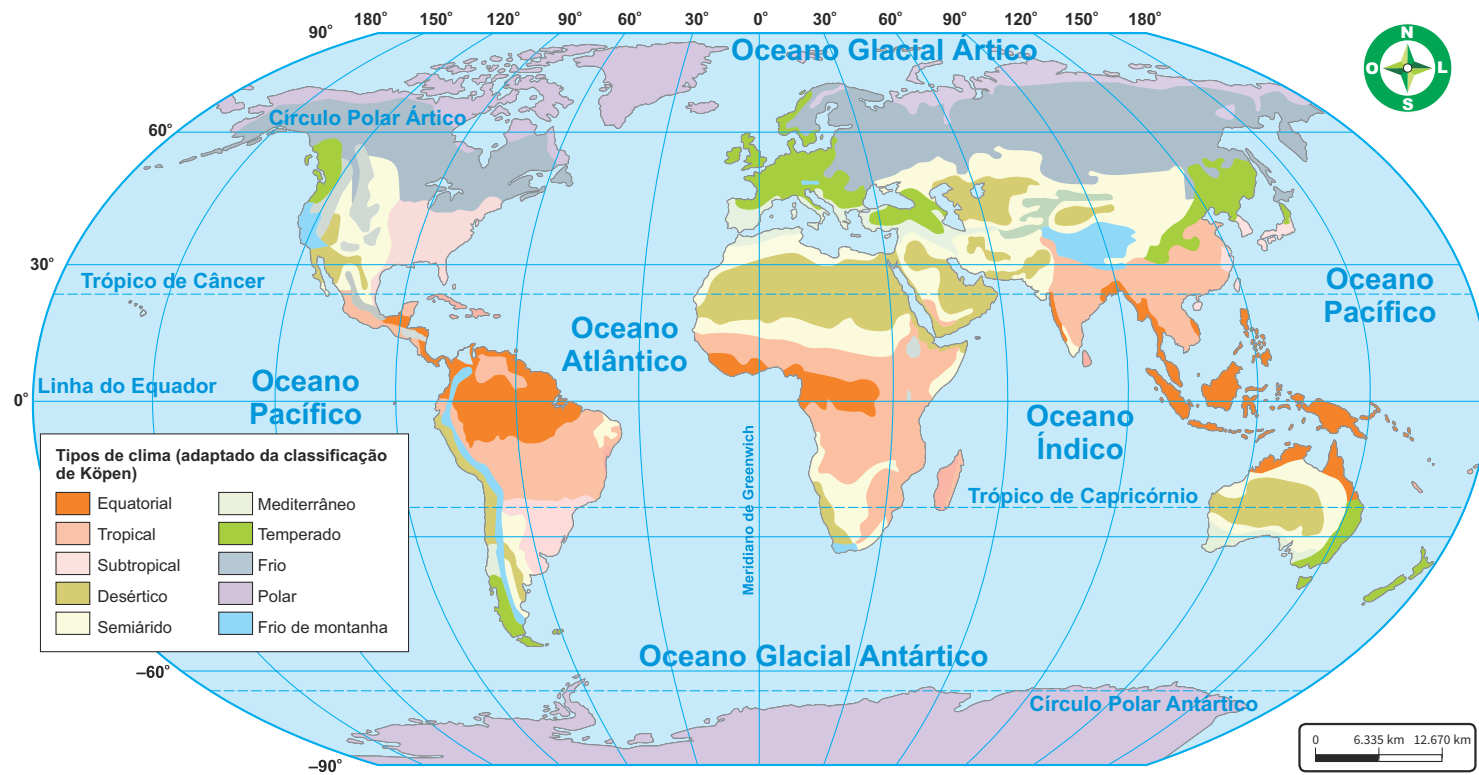 180° 150° 120° 90° 60° 30° 0° 30° 60° 90° 120° 150° 180°
90°
Oceano Glacial Ártico
N
O L
S
Círculo Polar Ártico
60°
30°
Trópico de Câncer
Oceano
Pacífico
Oceano
Atlântico
Linha do Equador
0°
Oceano
Pacífico
Oceano
Índico
Meridiano de Greenwich
Trópico de Capricórnio
Tipos de clima (adaptado da classificação
de Köpen)
Equatorial
Tropical
Subtropical
Desértico
Semiárido
Mediterrâneo
Temperado
Frio
Polar
Frio de montanha
Oceano Glacial Antártico
–60°
Círculo Polar Antártico
–90°
0 6.335 km 12.670 km